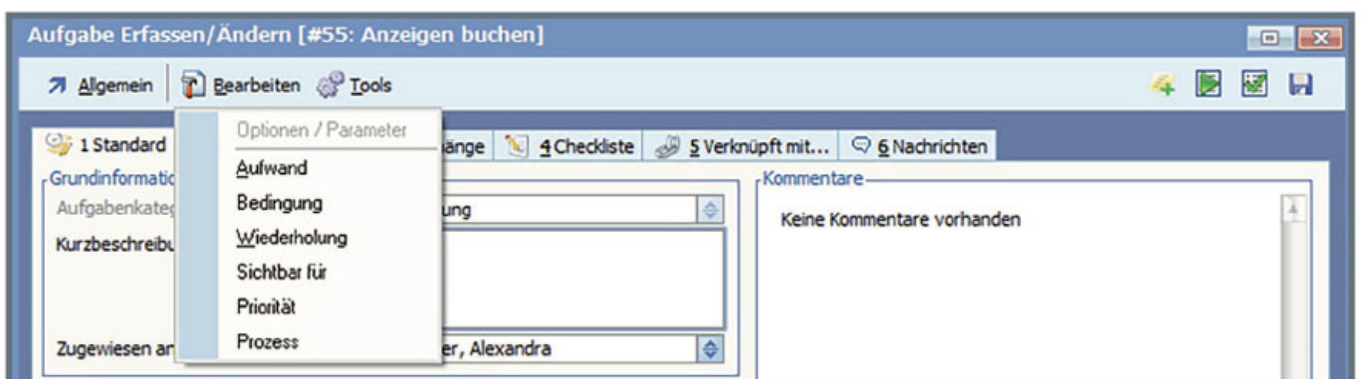 Aufgabe Erfassen/Ändern [#55: Anzeigen buchen]
Allgemein Bearbeiten Tools
Optionen / Parameter
1 Standard änge 4 Checkliste 5 Verknüpft mit... 6 Nachrichten
Aufwand
Grundinformatic Kommentare
Bedingung
Aufgabenkateg ung Keine Kommentare vorhanden
Wiederholung
Kurzbeschreibu
Sichtbar für
Priorität
Prozess
Zugewiesen an er, Alexandra